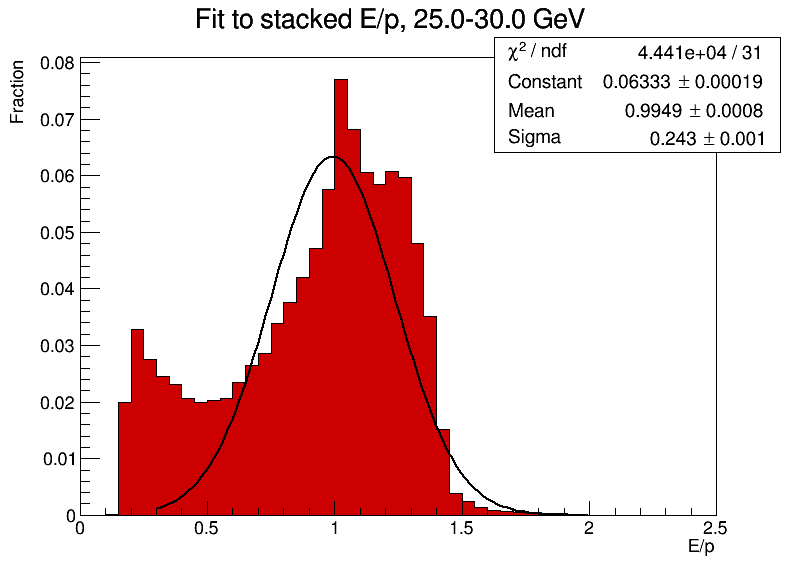 Fit to stacked E/p, 25.0-30.0 GeV
χ² / ndf 4.441e+04 / 31
Constant 0.06333 ± 0.00019
Mean 0.9949 ± 0.0008
Sigma 0.243 ± 0.001
Fraction
0.08
0.07
0.06
0.05
0.04
0.03
0.02
0.01
0
0 0.5 1 1.5 2 2.5
E/p